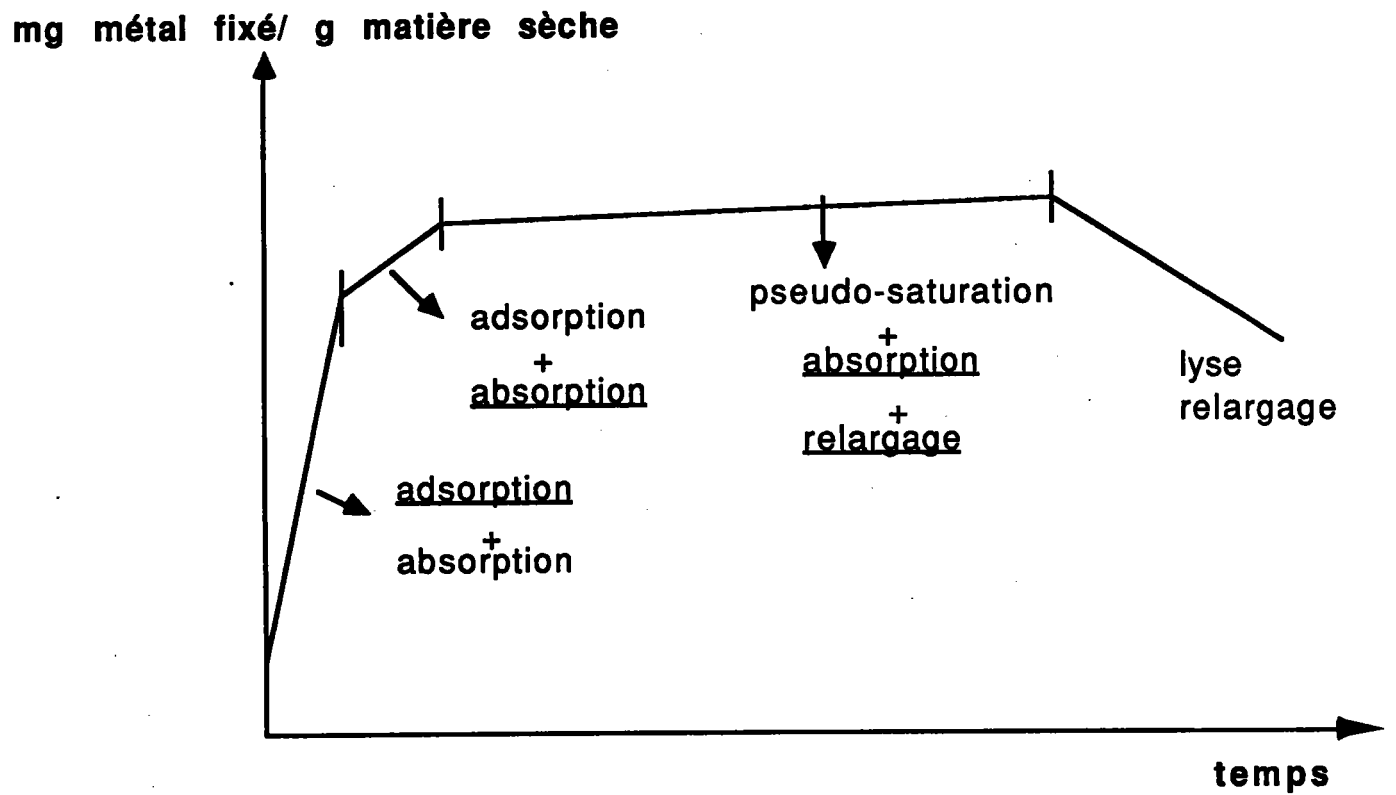 mg métal fixé/ g matière sèche
adsorption
+
absorption
adsorption
+
absorption
pseudo-saturation
+
absorption
+
relargage
lyse
relargage
temps